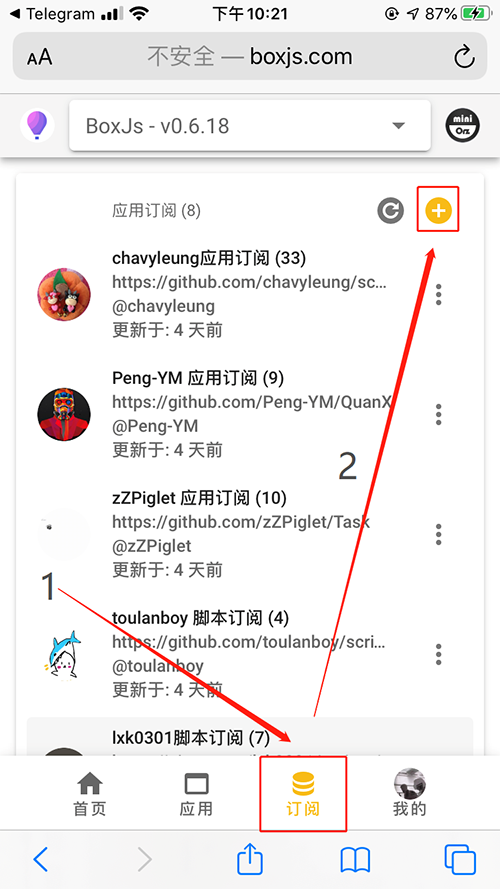 ◀ Telegram 下午10:21 87%
AA 不安全 — boxjs.com
BoxJs - v0.6.18
mini
Orz
应用订阅 (8)
chavyleung应用订阅 (33)
https://github.com/chavyleung/sc...
@chavyleung
更新于: 4 天前
Peng-YM 应用订阅 (9)
https://github.com/Peng-YM/QuanX
@Peng-YM
更新于: 4 天前
2
zZPiglet 应用订阅 (10)
https://github.com/zZPiglet/Task
@zZPiglet
更新于: 4 天前
1
toulanboy 脚本订阅 (4)
https://github.com/toulanboy/scri...
@toulanboy
更新于: 4 天前
lxk0301脚本订阅 (7)
首页 应用 订阅 我的